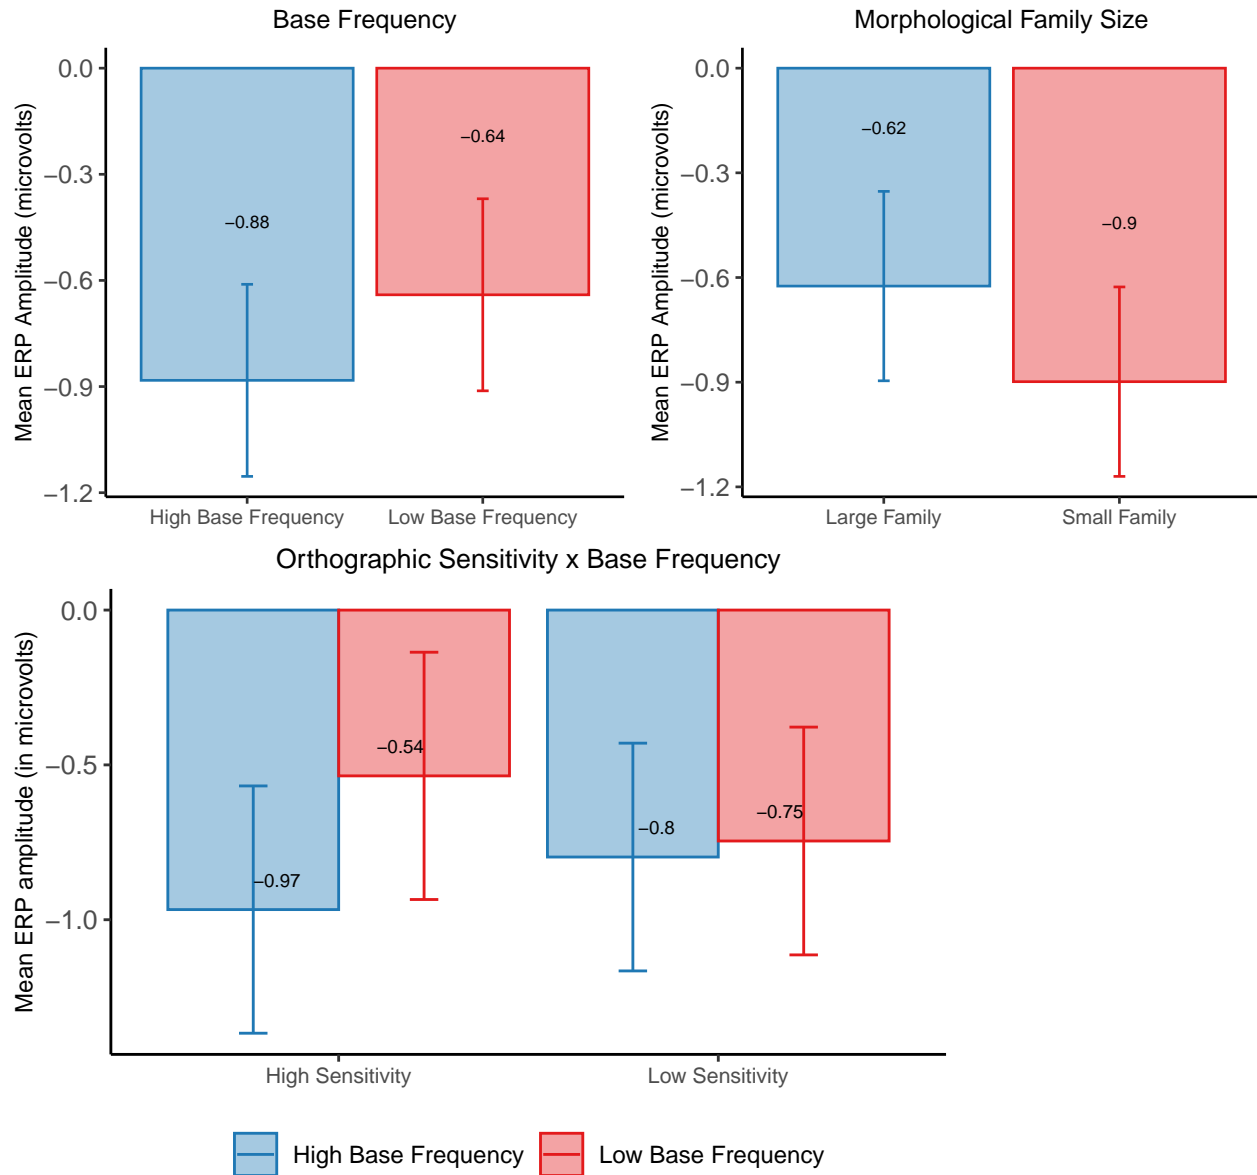 Base Frequency
Mean ERP Amplitude (microvolts)
0.0
−0.3
−0.6
−0.9
−1.2
−0.88
−0.64
High Base Frequency
Low Base Frequency
Morphological Family Size
Mean ERP Amplitude (microvolts)
0.0
−0.3
−0.6
−0.9
−1.2
−0.62
−0.9
Large Family
Small Family
Orthographic Sensitivity x Base Frequency
Mean ERP amplitude (in microvolts)
0.0
−0.5
−1.0
−0.97
−0.54
−0.8
−0.75
High Sensitivity
Low Sensitivity
High Base Frequency
Low Base Frequency